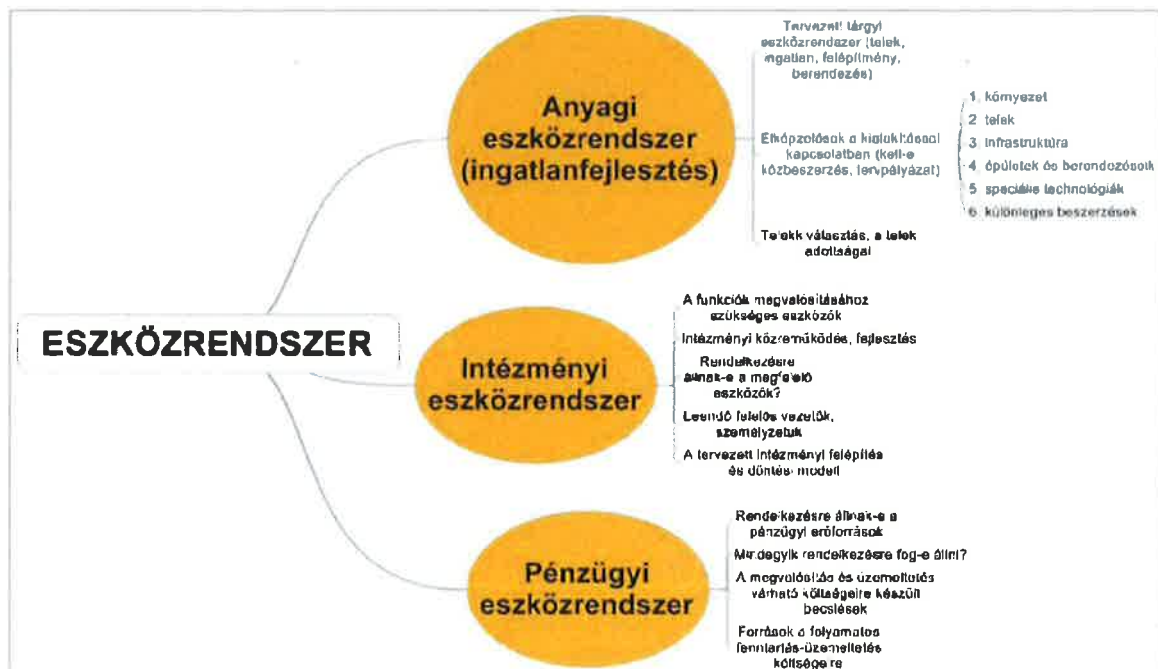 ESZKÖZRENDSZER
Anyagi
eszközrendszer
(ingatlanfejlesztés)
Tervezett tárgyi
eszközrendszer (telek,
ingatlan, felépítmény,
berendezés)
Elképzelések a kialakítással
kapcsolatban (kell-e
közbeszerzés, tervpályázat)
1. környezet
2. telek
3. infrastruktúra
4. épületek és berendezéseik
5. speciális technológiák
6. különleges beszerzések
Telekk választás, a telek
adottságai
Intézményi
eszközrendszer
A funkciók megvalósításához
szükséges eszközök
Intézményi közreműködés, fejlesztés
Rendelkezésre
állnak-e a megfelelő
eszközök?
Leendő felelős vezetők,
személyzetük
A tervezett intézményi felépítés
és döntési modell
Pénzügyi
eszközrendszer
Rendelkezésre állnak-e a
pénzügyi erőforrások
Mindegyik rendelkezésre fog-e állni?
A megvalósítás és üzemeltetés
várható költségeire készült
becslések
Források a folyamatos
fenntartás-üzemeltetés
költségeire